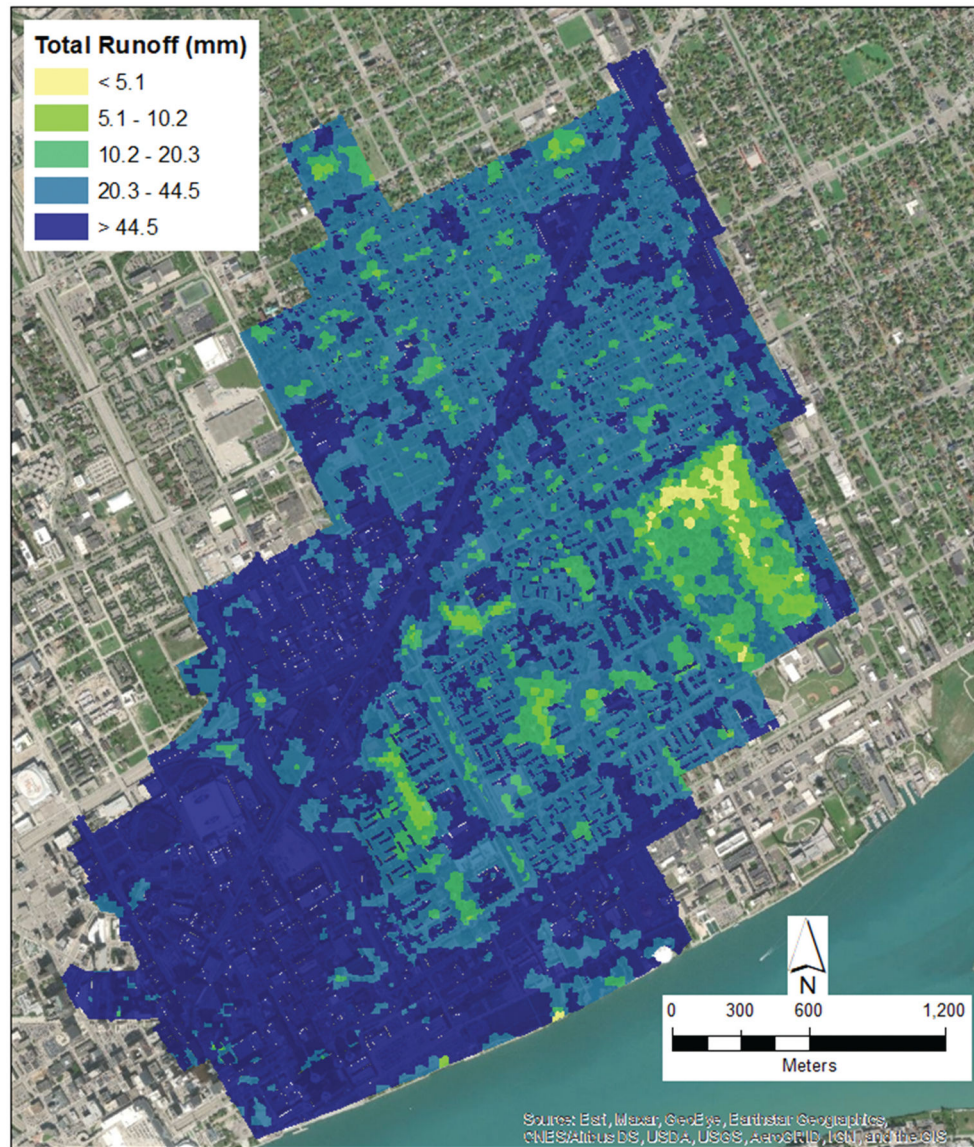 Total Runoff (mm)
< 5.1
5.1 - 10.2
10.2 - 20.3
20.3 - 44.5
> 44.5
N
0 300 600 1,200
Meters
Source: Esri, Maxar, GeoEye, Earthstar Geographics,
CNES/Airbus DS, USDA, USGS, AeroGRID, IGN, and the GIS